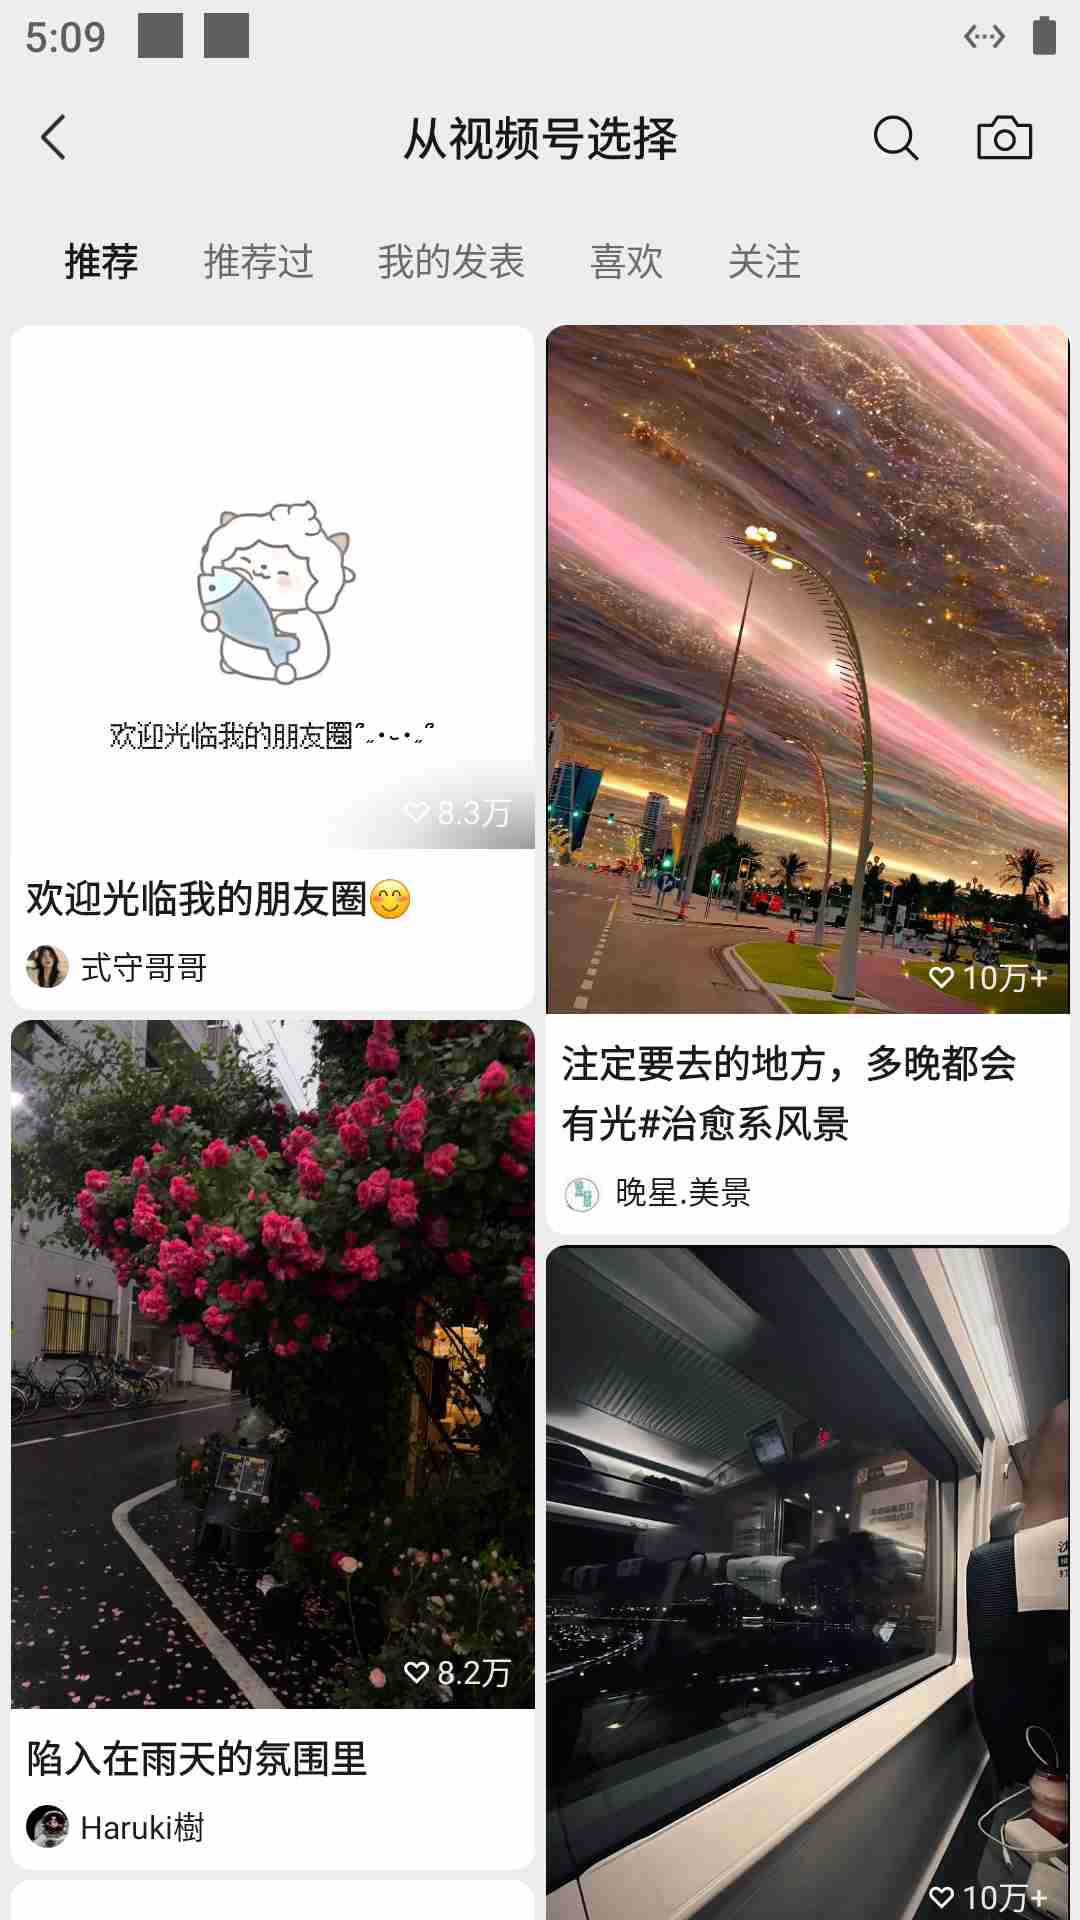 5:09
从视频号选择
推荐 推荐过 我的发表 喜欢 关注
欢迎光临我的朋友圈
8.3万
欢迎光临我的朋友圈😊
式守哥哥
10万+
注定要去的地方，多晚都会
有光#治愈系风景
晚星.美景
8.2万
陷入在雨天的氛围里
Haruki樹
10万+